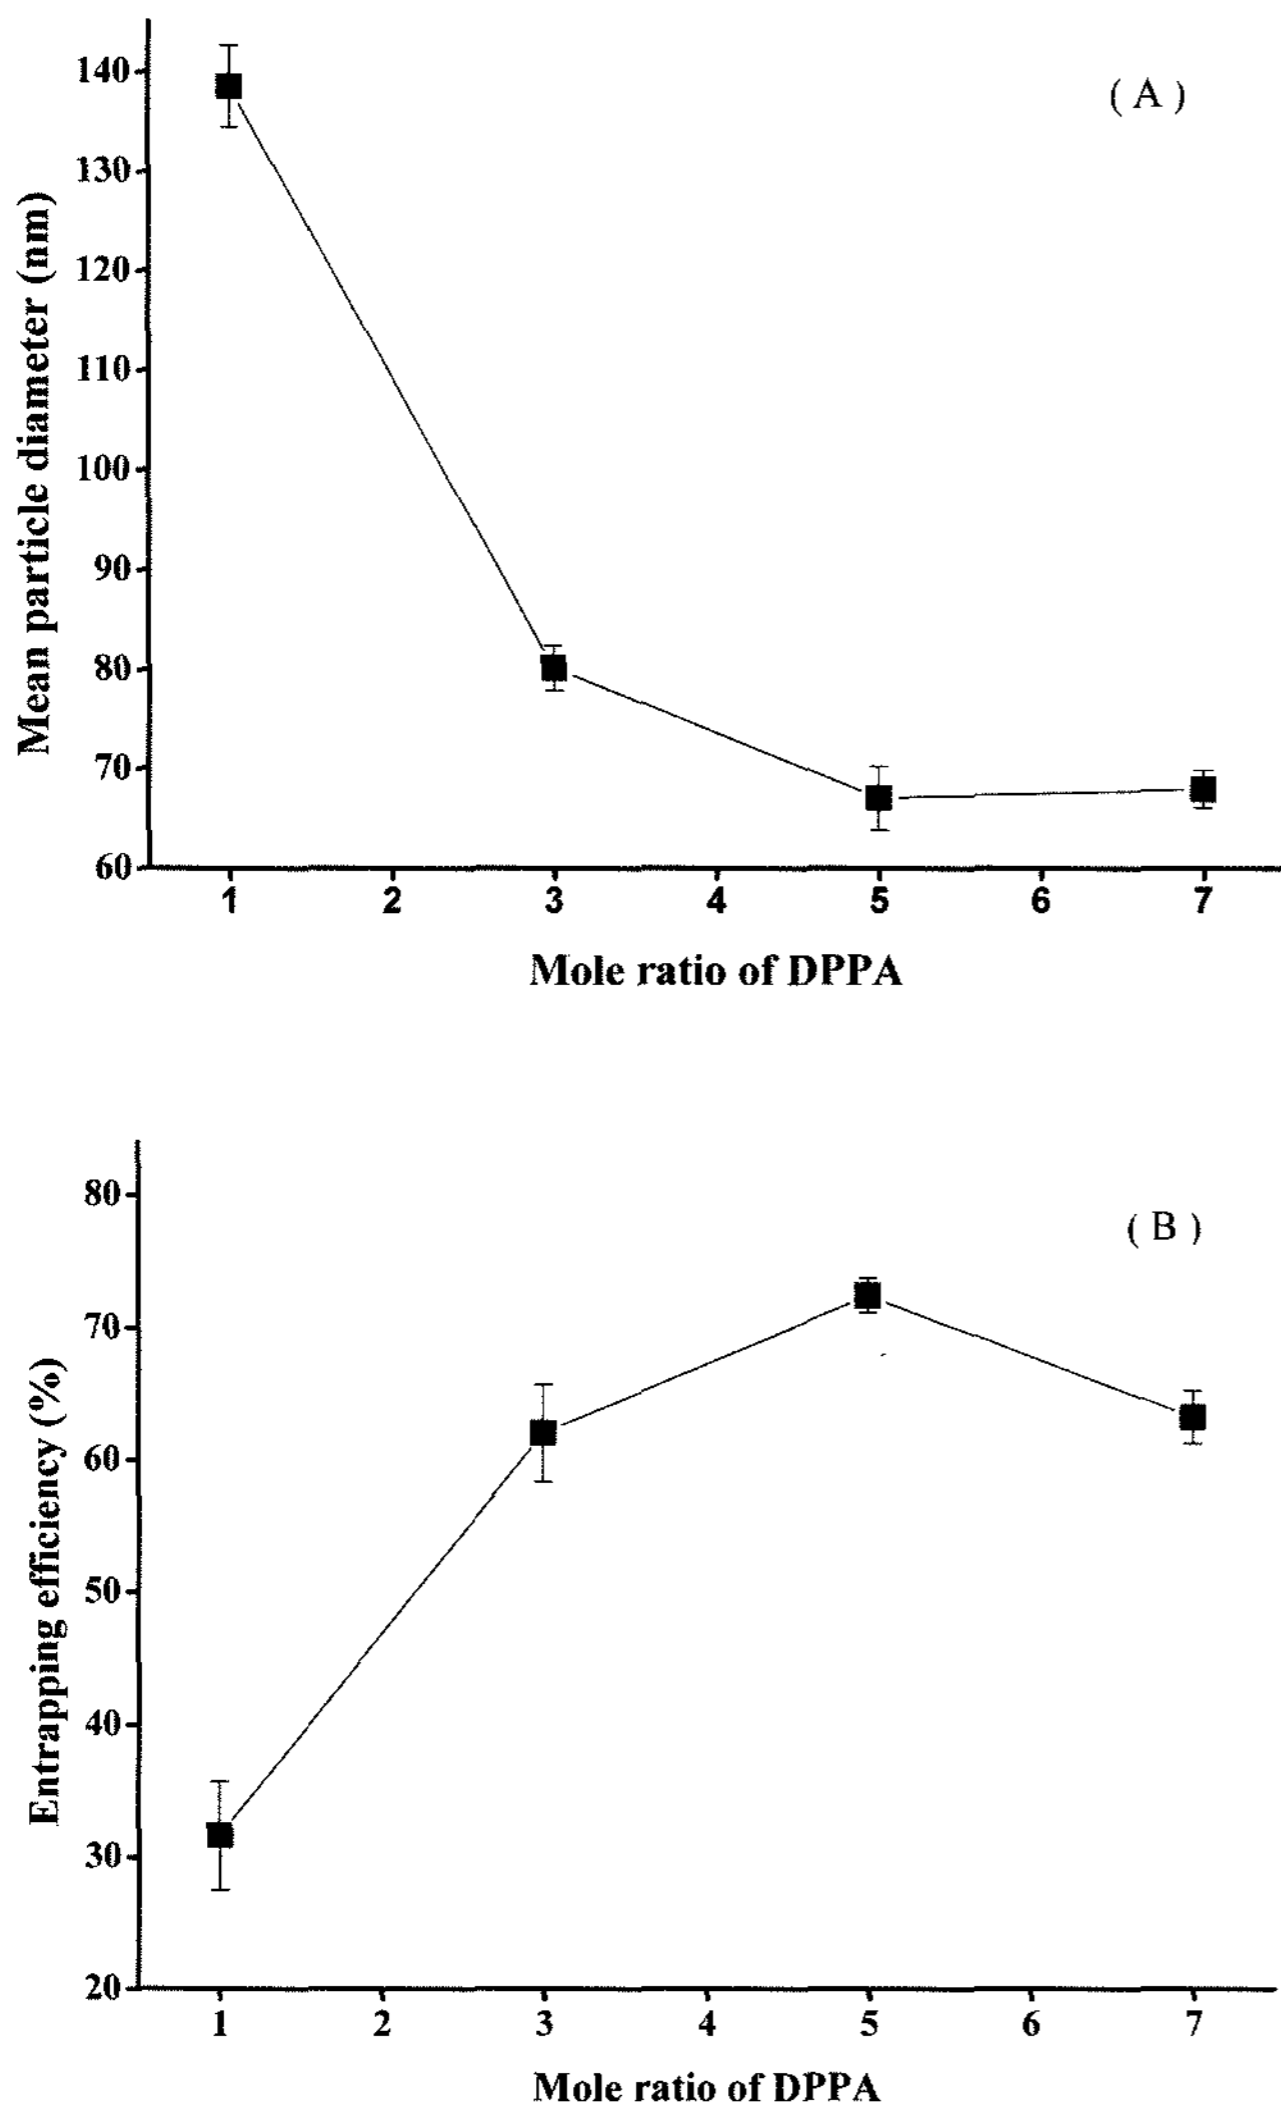 ( A )
Mean particle diameter (nm)
140
130
120
110
100
90
80
70
60
1 2 3 4 5 6 7
Mole ratio of DPPA
( B )
Entrapping efficiency (%)
80
70
60
50
40
30
20
1 2 3 4 5 6 7
Mole ratio of DPPA